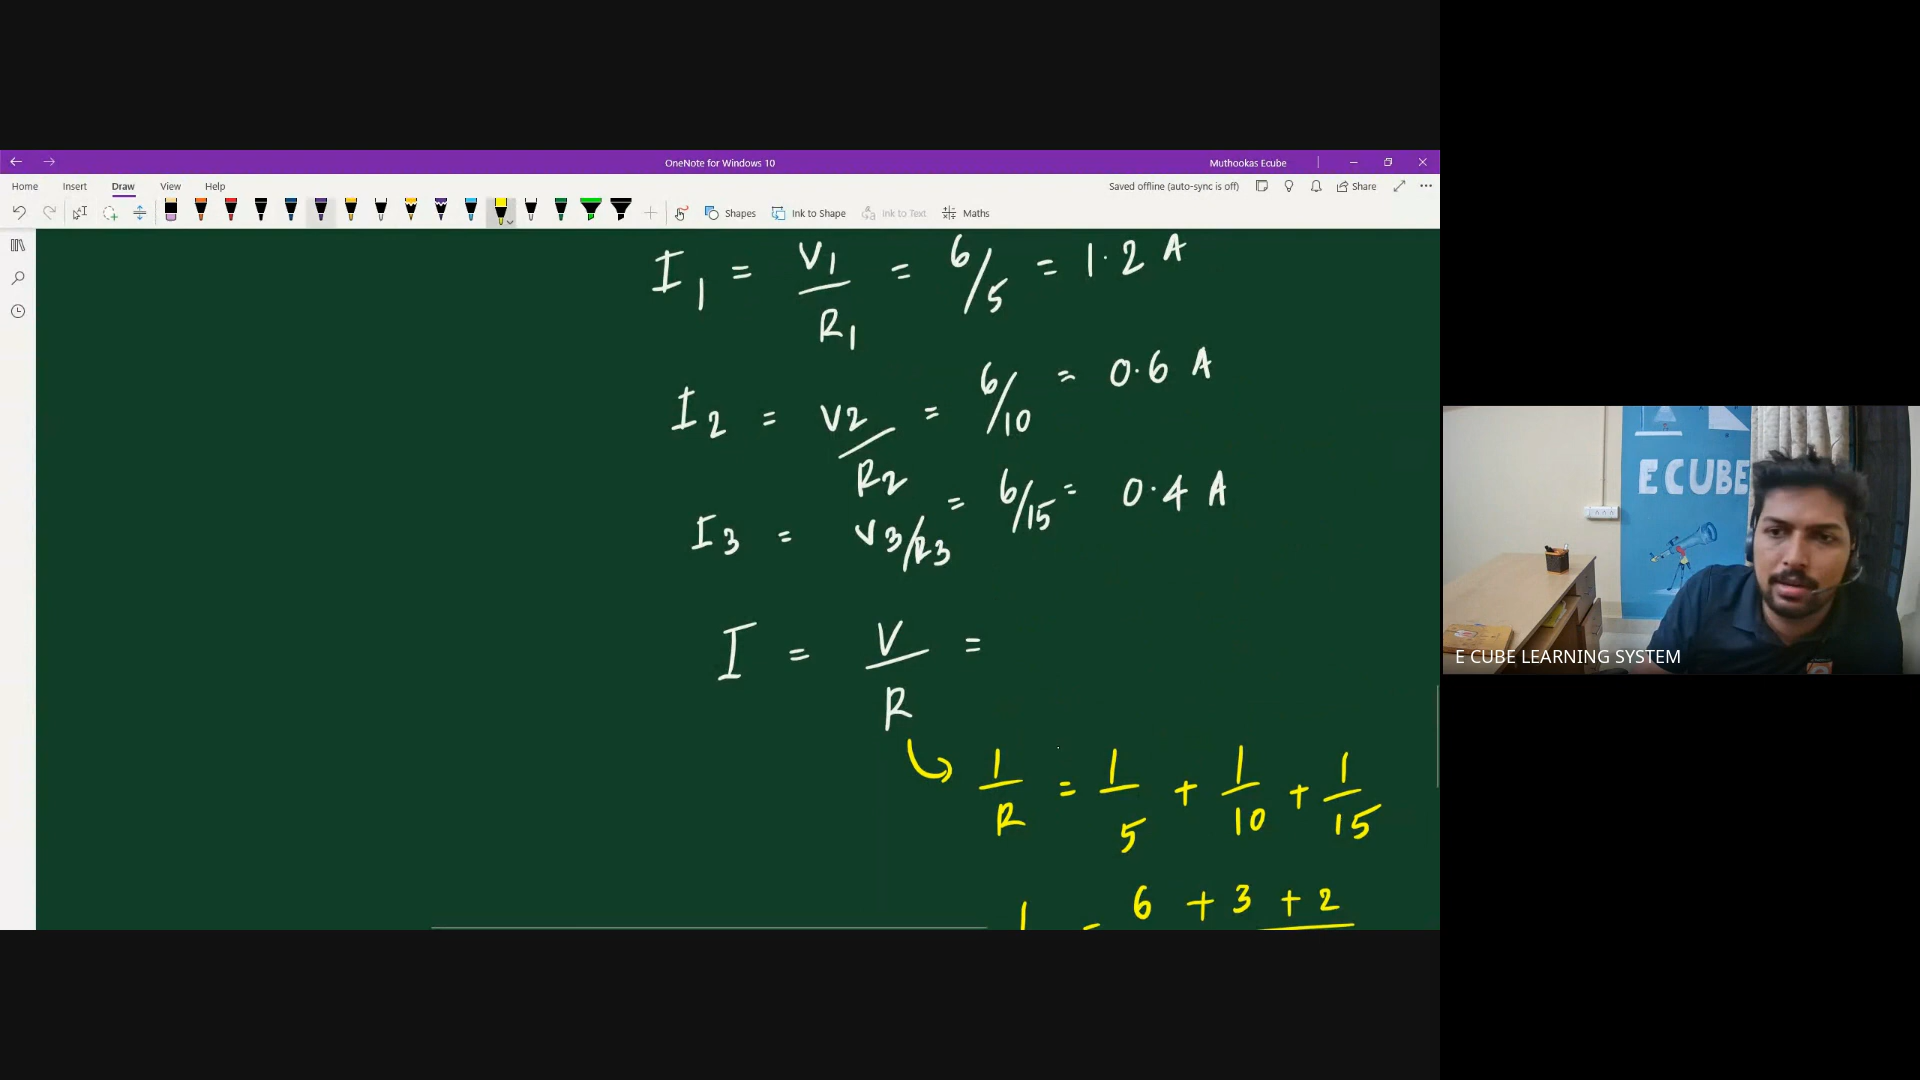 OneNote for Windows 10
Muthookas Ecube
Home Insert Draw View Help
Saved offline (auto-sync is off) Share
Shapes Ink to Shape Ink to Text Maths
I1 = V1/R1 = 6/5 = 1.2 A
I2 = V2/R2 = 6/10 = 0.6 A
I3 = V3/R3 = 6/15 = 0.4 A
I = V/R =
1/R = 1/5 + 1/10 + 1/15
1 = 6 + 3 + 2
E CUBE
E CUBE LEARNING SYSTEM